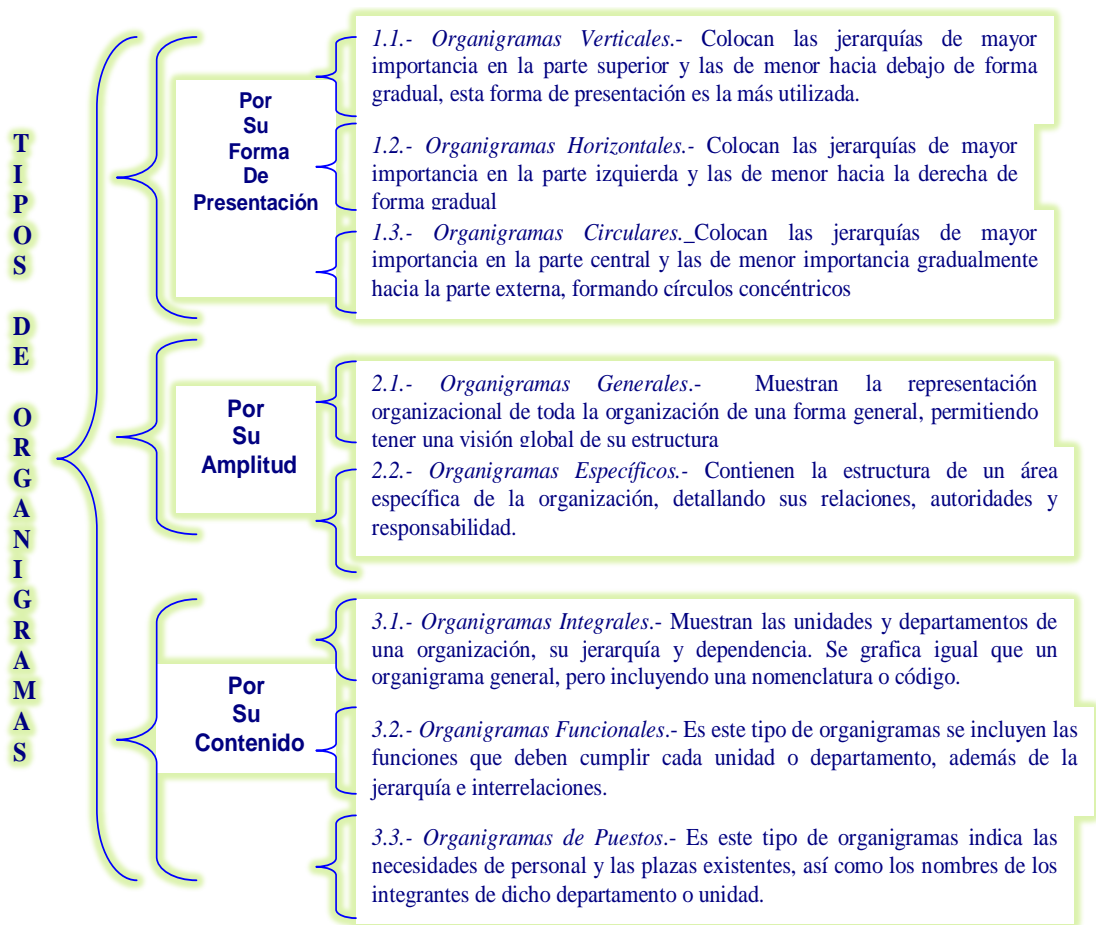 TIPOS DE ORGANIGRAMAS
Por
Su
Forma
De
Presentación
1.1.- Organigramas Verticales.- Colocan las jerarquías de mayor
importancia en la parte superior y las de menor hacia debajo de forma
gradual, esta forma de presentación es la más utilizada.
1.2.- Organigramas Horizontales.- Colocan las jerarquías de mayor
importancia en la parte izquierda y las de menor hacia la derecha de
forma gradual
1.3.- Organigramas Circulares._Colocan las jerarquías de mayor
importancia en la parte central y las de menor importancia gradualmente
hacia la parte externa, formando círculos concéntricos
Por
Su
Amplitud
2.1.- Organigramas Generales.- Muestran la representación
organizacional de toda la organización de una forma general, permitiendo
tener una visión global de su estructura
2.2.- Organigramas Específicos.- Contienen la estructura de un área
específica de la organización, detallando sus relaciones, autoridades y
responsabilidad.
Por
Su
Contenido
3.1.- Organigramas Integrales.- Muestran las unidades y departamentos de
una organización, su jerarquía y dependencia. Se grafica igual que un
organigrama general, pero incluyendo una nomenclatura o código.
3.2.- Organigramas Funcionales.- Es este tipo de organigramas se incluyen las
funciones que deben cumplir cada unidad o departamento, además de la
jerarquía e interrelaciones.
3.3.- Organigramas de Puestos.- Es este tipo de organigramas indica las
necesidades de personal y las plazas existentes, así como los nombres de los
integrantes de dicho departamento o unidad.